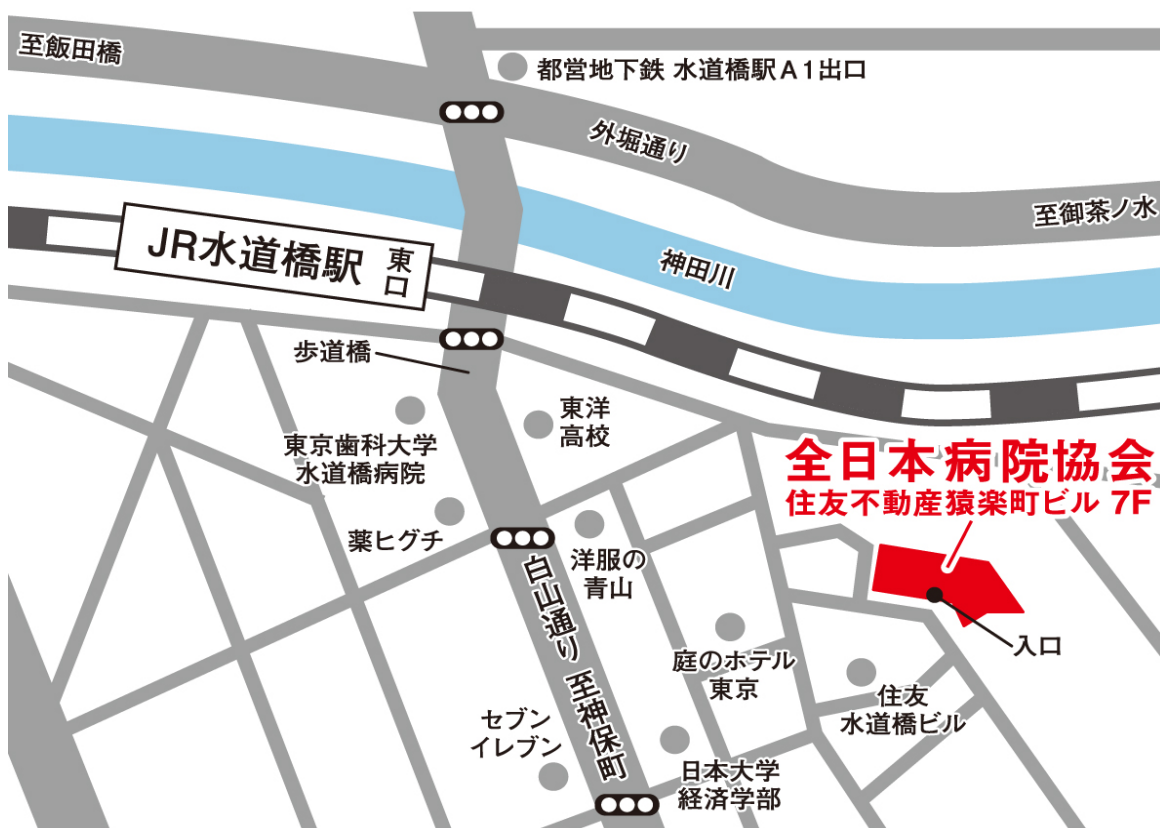 至飯田橋
都営地下鉄 水道橋駅A1出口
外堀通り
至御茶ノ水
神田川
JR水道橋駅 東口
歩道橋
東洋
高校
東京歯科大学
水道橋病院
全日本病院協会
住友不動産猿楽町ビル 7F
薬ヒグチ
洋服の
青山
白山通り 至神保町
入口
庭のホテル
東京
住友
水道橋ビル
セブン
イレブン
日本大学
経済学部